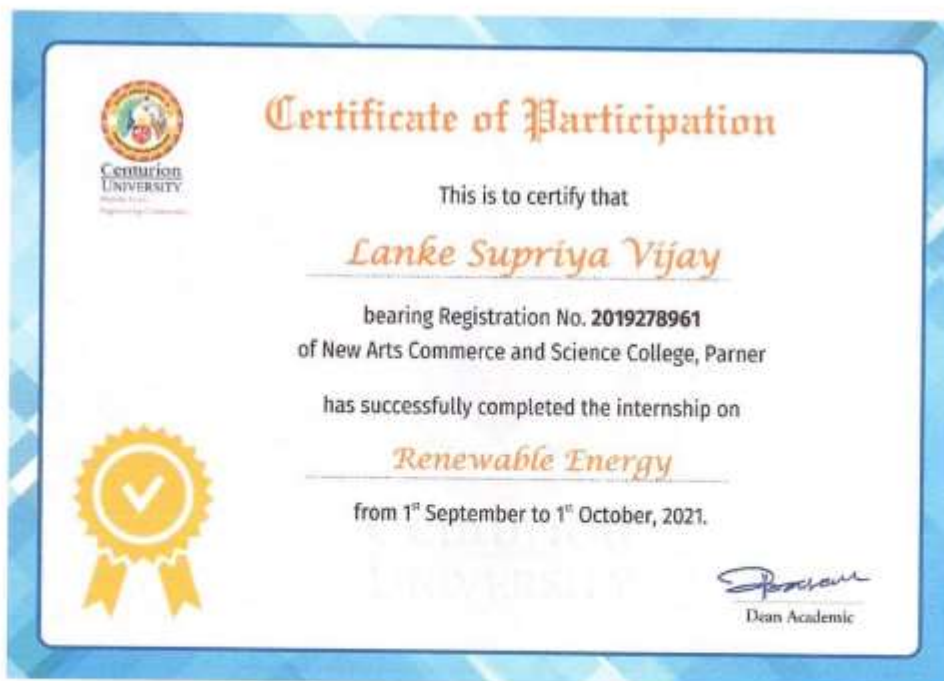 Centurion
UNIVERSITY
Certificate of Participation
This is to certify that
Lanke Supriya Vijay
bearing Registration No. 2019278961
of New Arts Commerce and Science College, Parner
has successfully completed the internship on
Renewable Energy
from 1st September to 1st October, 2021.
Dean Academic